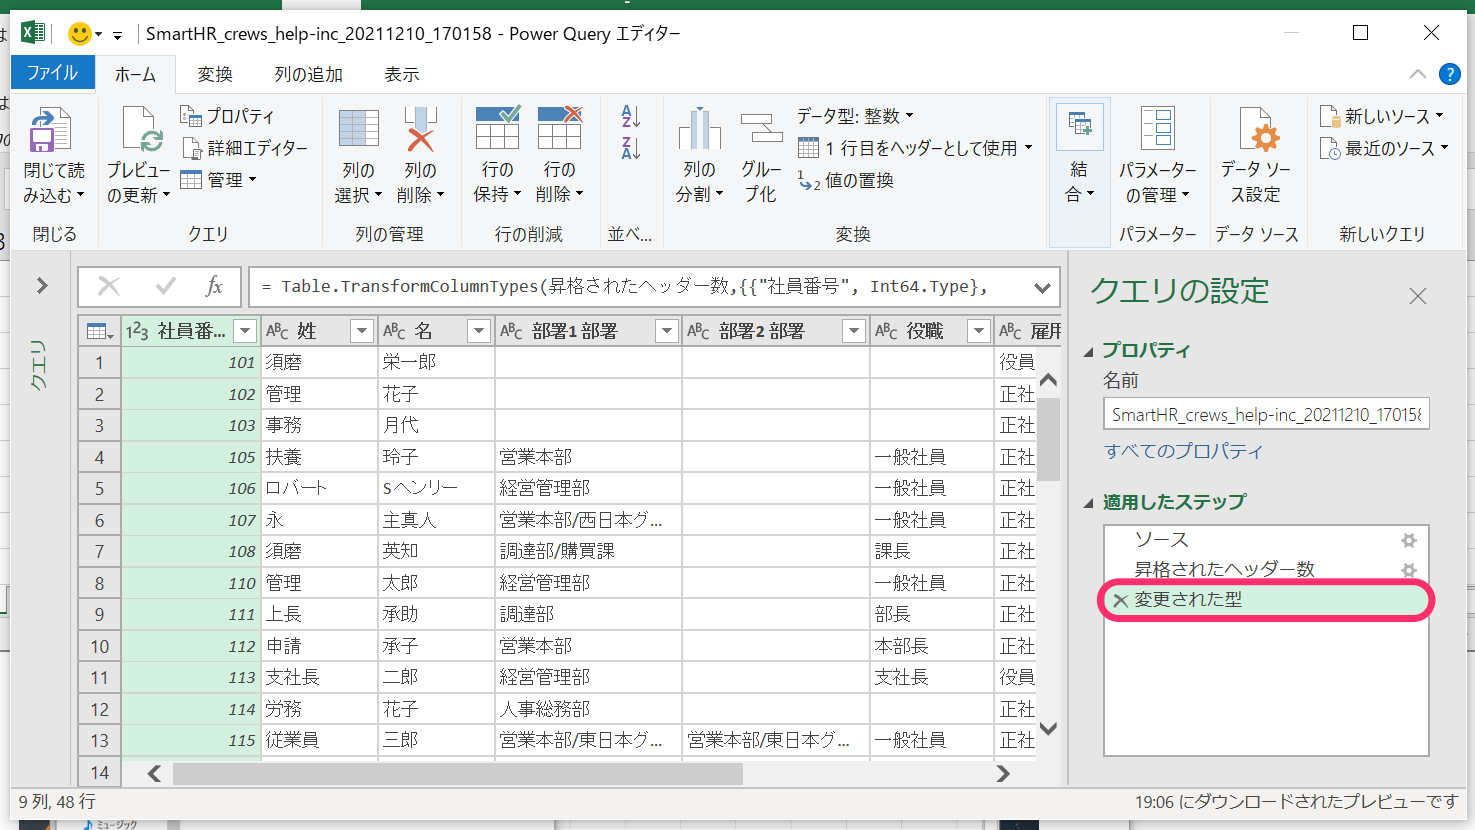 SmartHR_crews_help-inc_20211210_170158 - Power Query エディター
ファイル ホーム 変換 列の追加 表示
閉じて読み込む
プレビューの更新
プロパティ
詳細エディター
管理
列の選択
列の削除
行の保持
行の削除
列の分割
グループ化
データ型: 整数
1 行目をヘッダーとして使用
1→2 値の置換
結合
パラメーターの管理
データ ソース設定
新しいソース
最近のソース
閉じる クエリ 列の管理 行の削減 並べ... 変換 パラメーター データ ソース 新しいクエリ
fx = Table.TransformColumnTypes(昇格されたヘッダー数,{{"社員番号", Int64.Type},
クエリ
123 社員番... ABC 姓 ABC 名 ABC 部署1 部署 ABC 部署2 部署 ABC 役職 ABC 雇用
1 101 須磨 栄一郎 役員
2 102 管理 花子 正社
3 103 事務 月代 正社
4 105 扶養 玲子 営業本部 一般社員 正社
5 106 ロバート Sヘンリー 経営管理部 一般社員 正社
6 107 永 主真人 営業本部/西日本グ... 一般社員 正社
7 108 須磨 英知 調達部/購買課 課長 正社
8 110 管理 太郎 経営管理部 一般社員 正社
9 111 上長 承助 調達部 部長 正社
10 112 申請 承子 営業本部 本部長 正社
11 113 支社長 二郎 経営管理部 支社長 役員
12 114 労務 花子 人事総務部 正社
13 115 従業員 三郎 営業本部/東日本グ... 営業本部/東日本グ... 一般社員 正社
14
クエリの設定
プロパティ
名前
SmartHR_crews_help-inc_20211210_170158
すべてのプロパティ
適用したステップ
ソース
昇格されたヘッダー数
変更された型
9 列, 48 行
19:06 にダウンロードされたプレビューです
ミュージック